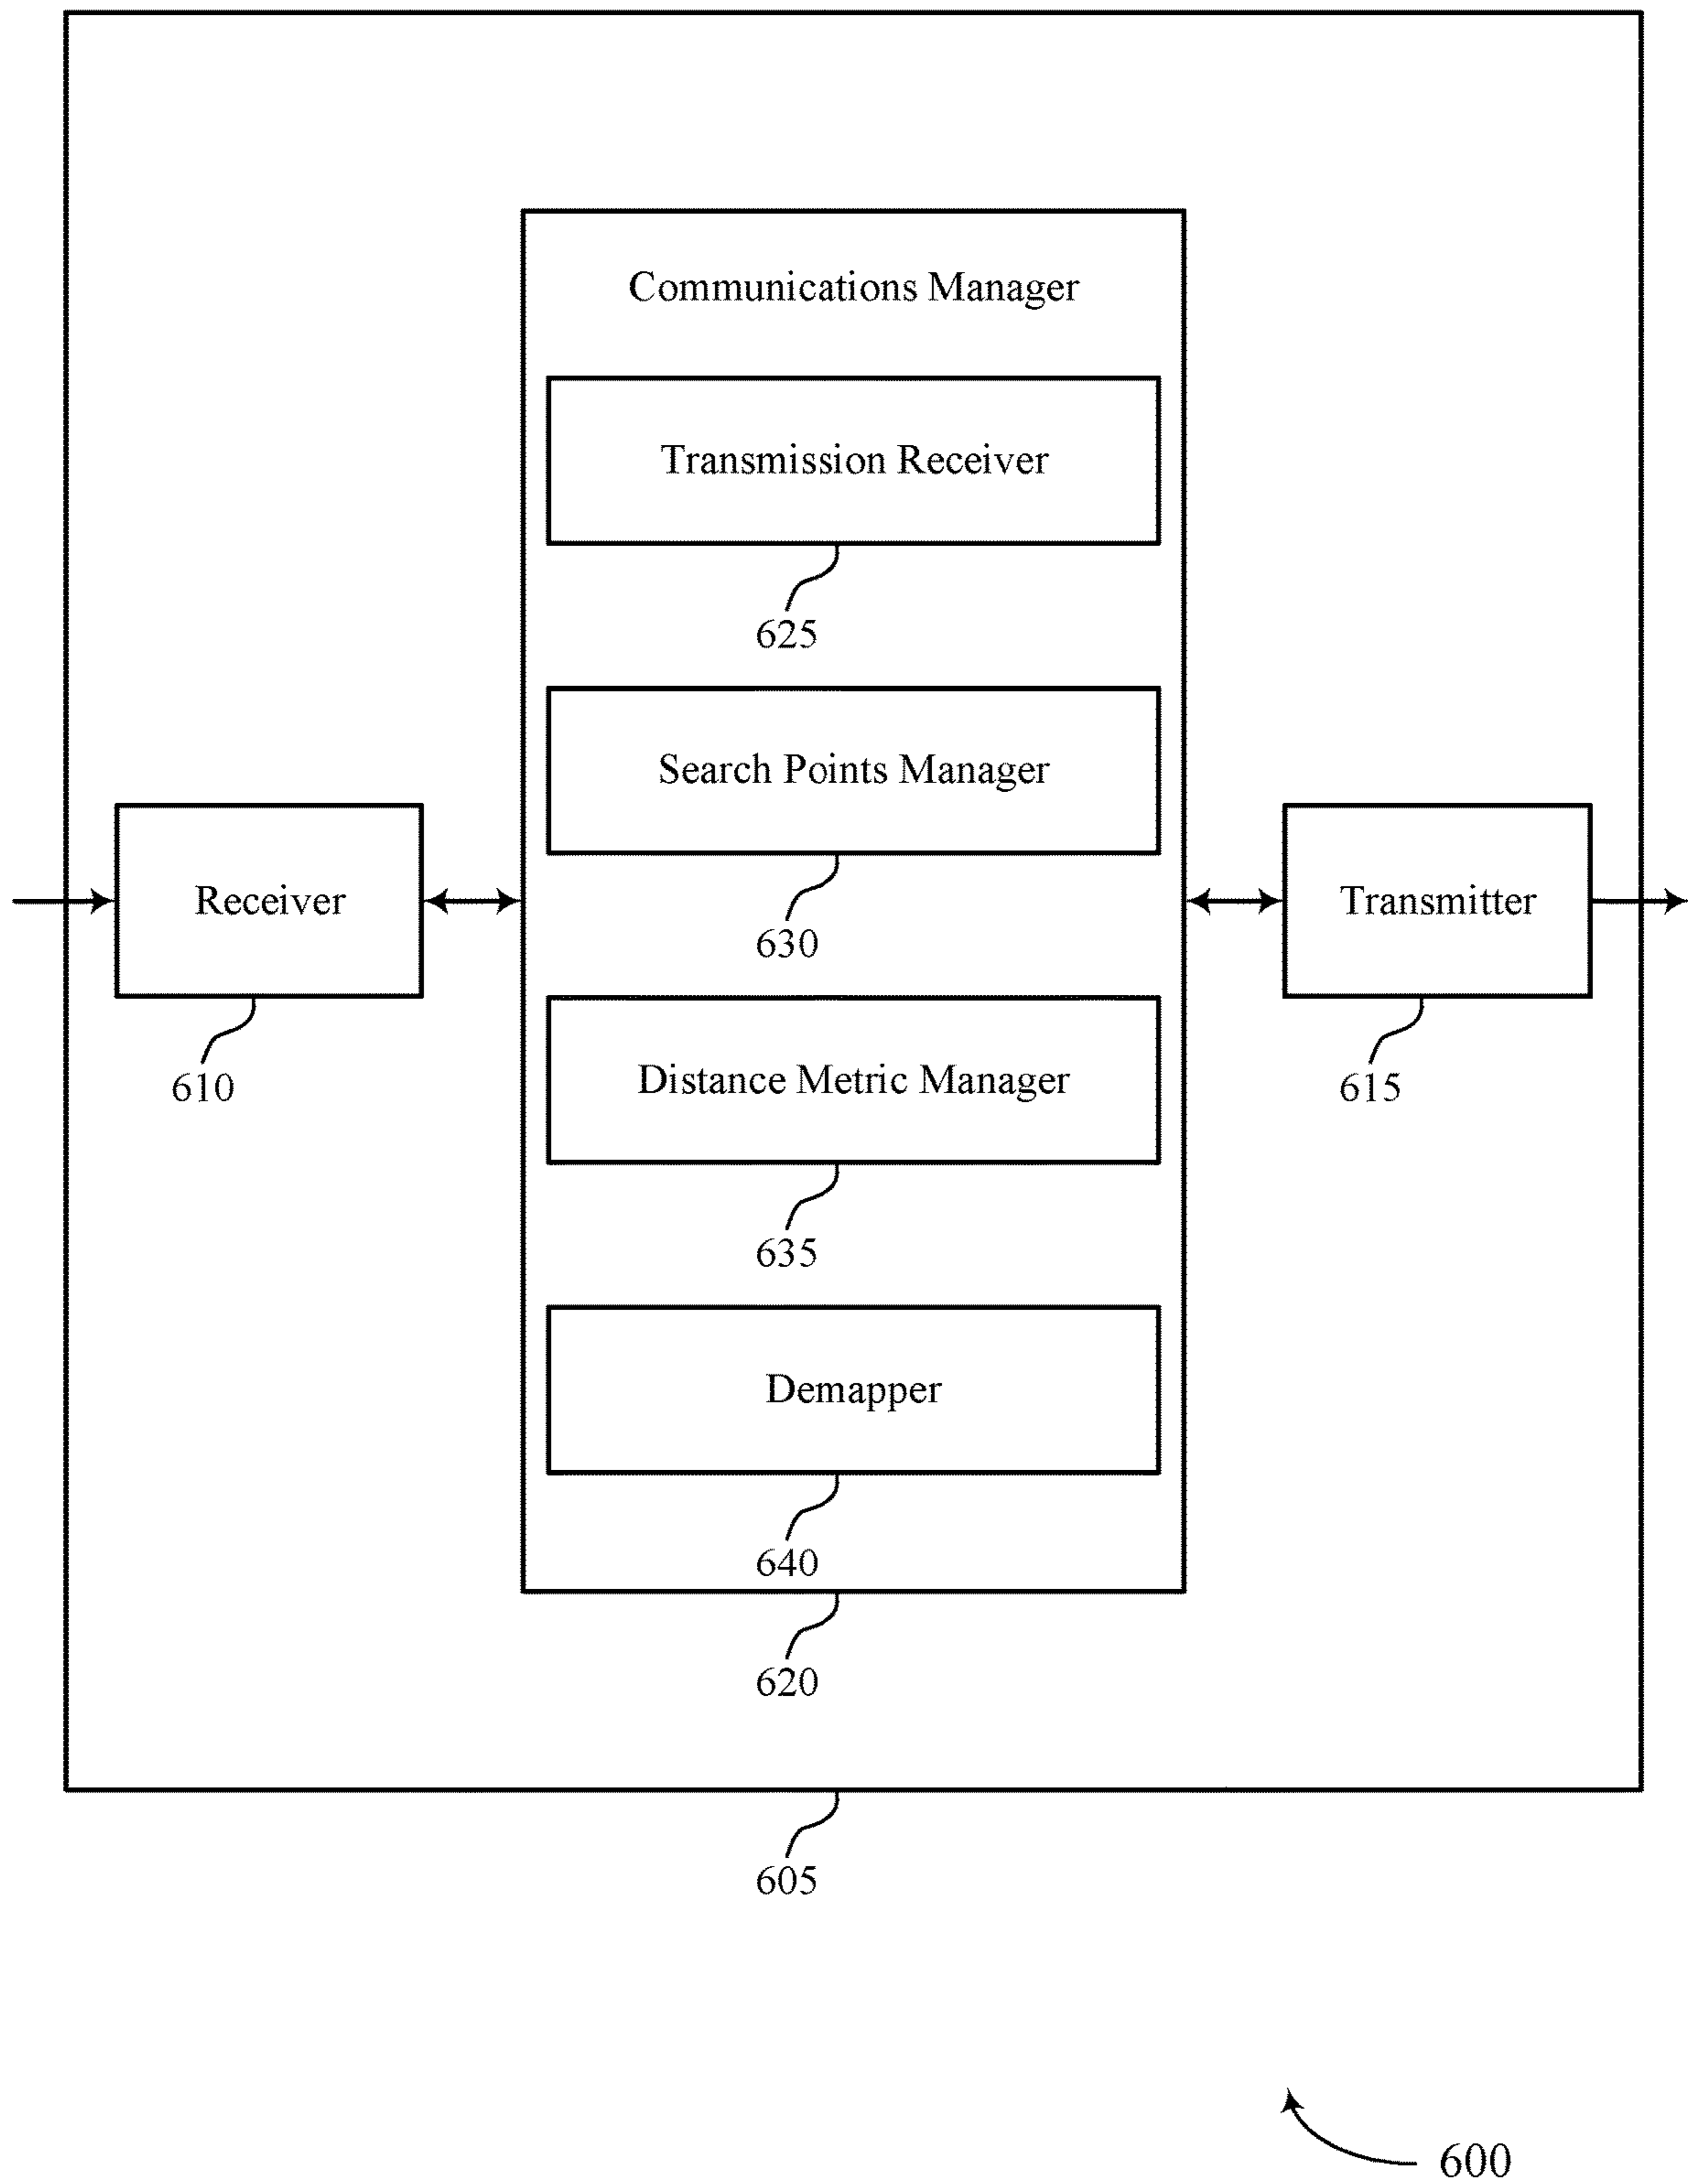 Communications Manager
Transmission Receiver
625
Search Points Manager
630
Receiver
610
Transmitter
615
Distance Metric Manager
635
Demapper
640
620
605
600